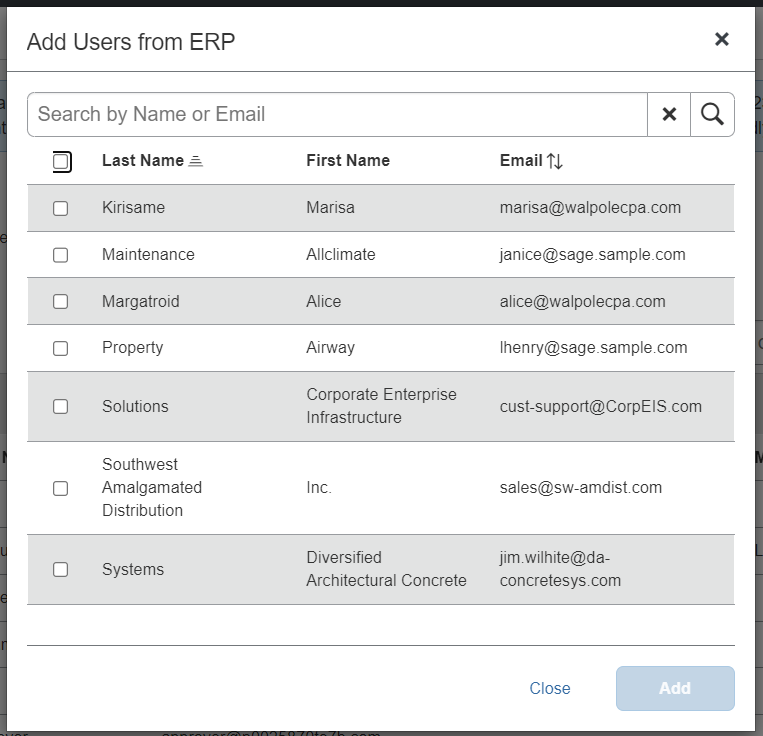 Add Users from ERP
Search by Name or Email
Last Name First Name Email
Kirisame Marisa marisa@walpolecpa.com
Maintenance Allclimate janice@sage.sample.com
Margatroid Alice alice@walpolecpa.com
Property Airway lhenry@sage.sample.com
Solutions Corporate Enterprise Infrastructure cust-support@CorpEIS.com
Southwest Amalgamated Distribution Inc. sales@sw-amdist.com
Systems Diversified Architectural Concrete jim.wilhite@da-concretesys.com
Close Add